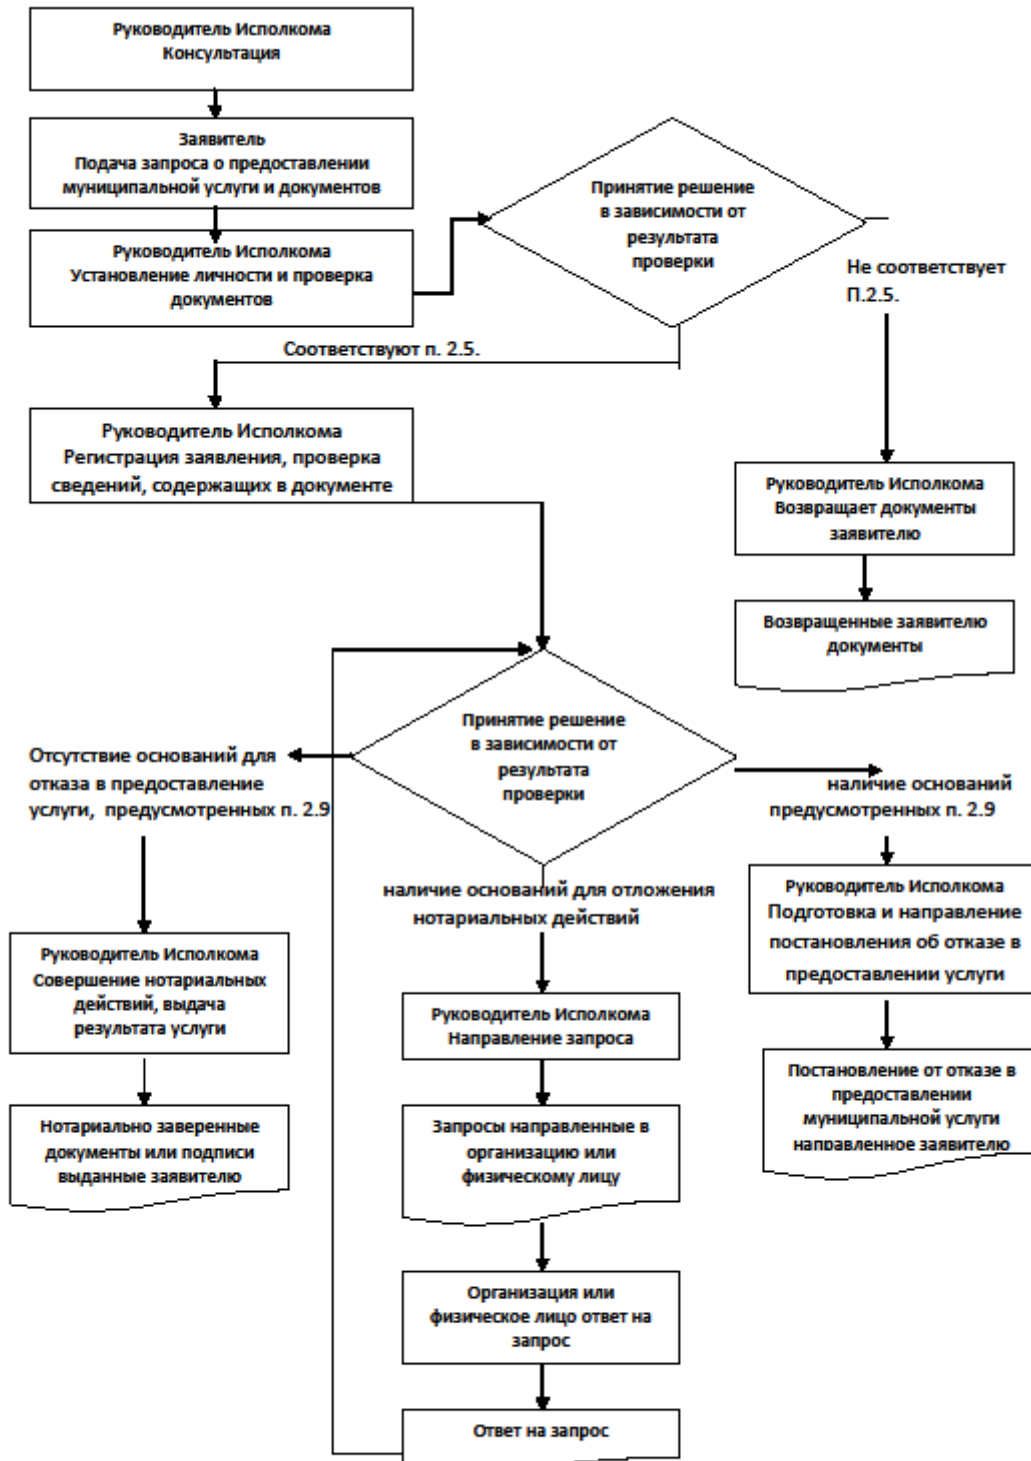 Руководитель Исполкома
Консультация
Заявитель
Подача запроса о предоставлении
муниципальной услуги и документов
Руководитель Исполкома
Установление личности и проверка
документов
Принятие решение
в зависимости от
результата
проверки
Не соответствует
П.2.5.
Соответствуют п. 2.5.
Руководитель Исполкома
Регистрация заявления, проверка
сведений, содержащих в документе
Руководитель Исполкома
Возвращает документы
заявителю
Возвращенные заявителю
документы
Принятие решение
в зависимости от
результата
проверки
Отсутствие оснований для
отказа в предоставление
услуги, предусмотренных п. 2.9
наличие оснований
предусмотренных п. 2.9
наличие оснований для отложения
нотариальных действий
Руководитель Исполкома
Подготовка и направление
постановления об отказе в
предоставлении услуги
Руководитель Исполкома
Совершение нотариальных
действий, выдача
результата услуги
Руководитель Исполкома
Направление запроса
Постановление от отказе в
предоставлении
муниципальной услуги
направленное заявителю
Нотариально заверенные
документы или подписи
выданные заявителю
Запросы направленные в
организацию или
физическому лицу
Организация или
физическое лицо ответ на
запрос
Ответ на запрос